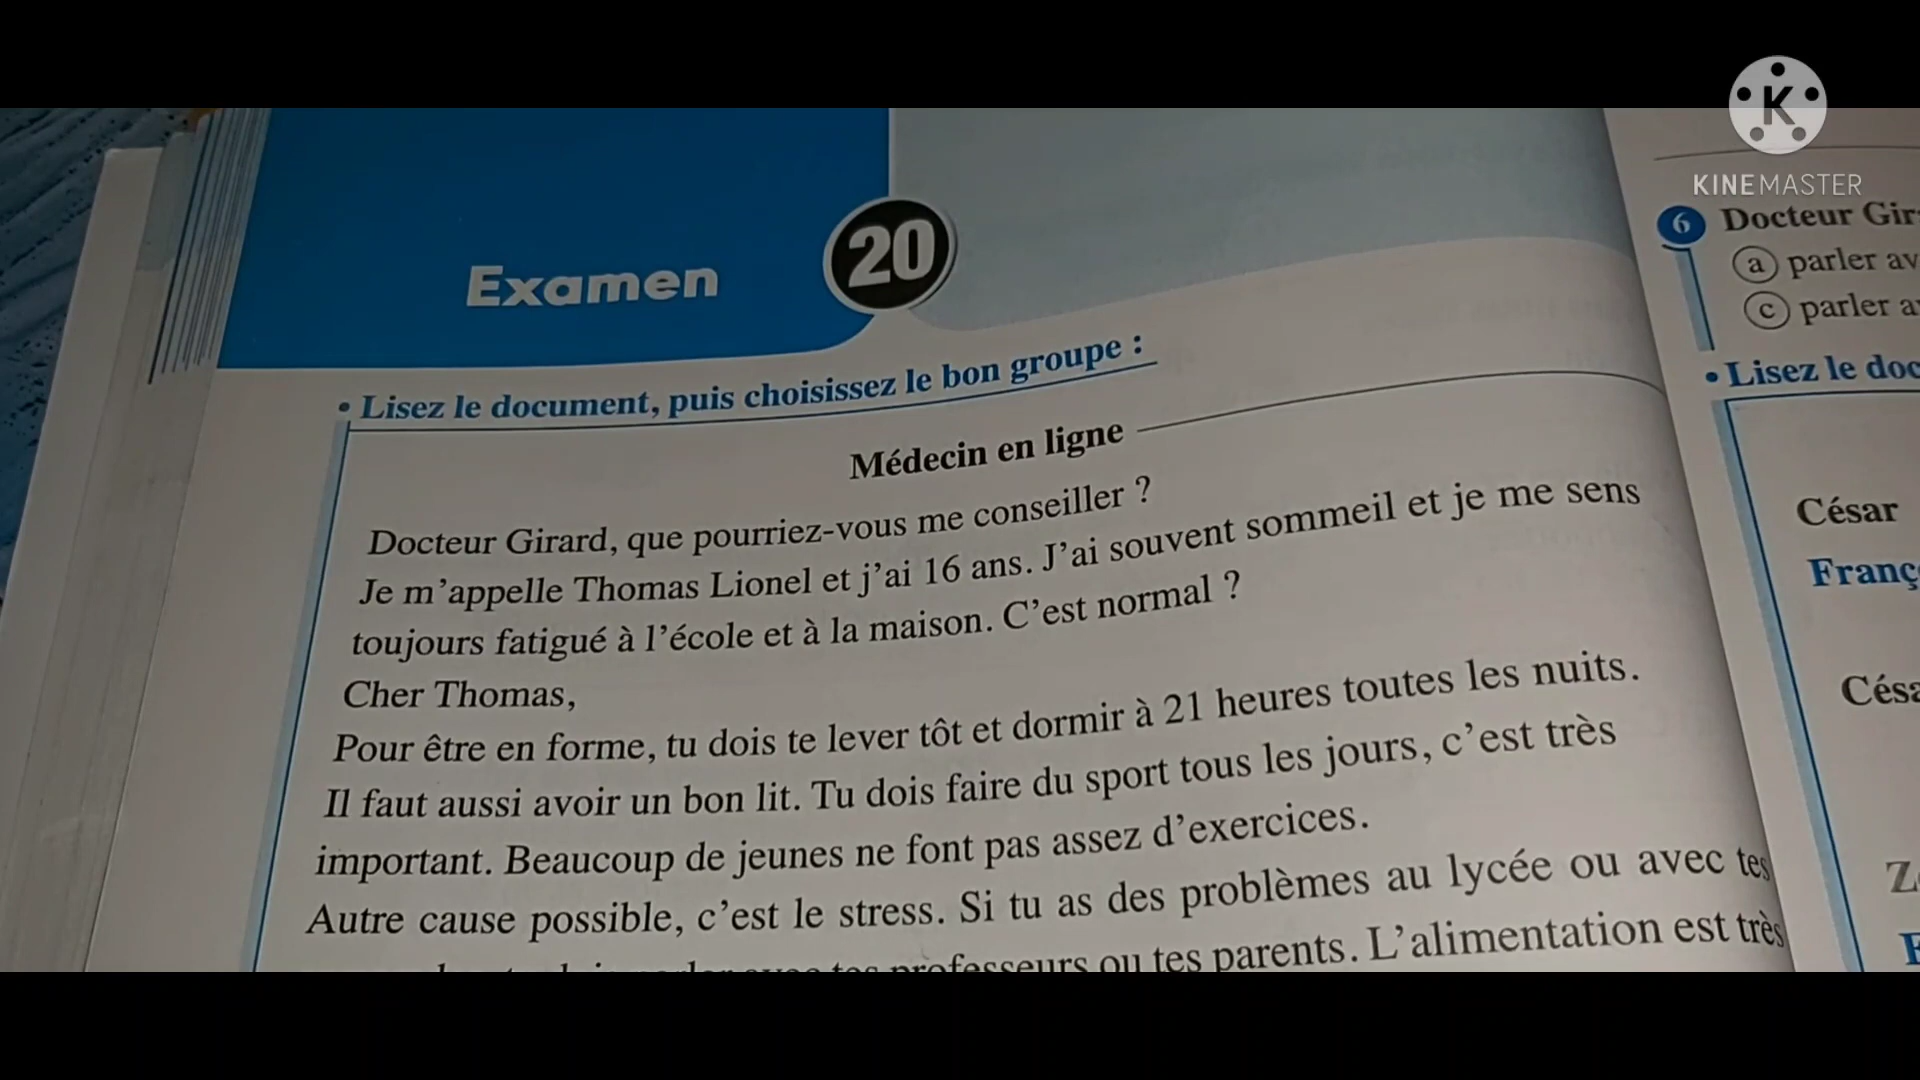 KINEMASTER
Examen 20
• Lisez le document, puis choisissez le bon groupe :
Médecin en ligne
Docteur Girard, que pourriez-vous me conseiller ?
Je m'appelle Thomas Lionel et j'ai 16 ans. J'ai souvent sommeil et je me sens
toujours fatigué à l'école et à la maison. C'est normal ?
Cher Thomas,
Pour être en forme, tu dois te lever tôt et dormir à 21 heures toutes les nuits.
Il faut aussi avoir un bon lit. Tu dois faire du sport tous les jours, c'est très
important. Beaucoup de jeunes ne font pas assez d'exercices.
Autre cause possible, c'est le stress. Si tu as des problèmes au lycée ou avec tes
professeurs ou tes parents. L'alimentation est très
6 Docteur
a parler
c parler
• Lisez le
César